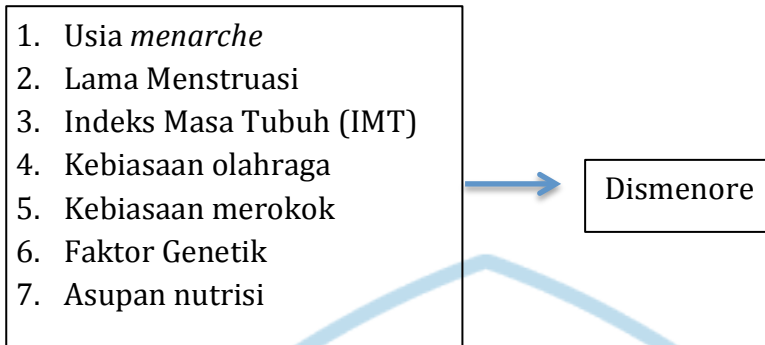 1. Usia menarche
2. Lama Menstruasi
3. Indeks Masa Tubuh (IMT)
4. Kebiasaan olahraga
5. Kebiasaan merokok
6. Faktor Genetik
7. Asupan nutrisi
Dismenore